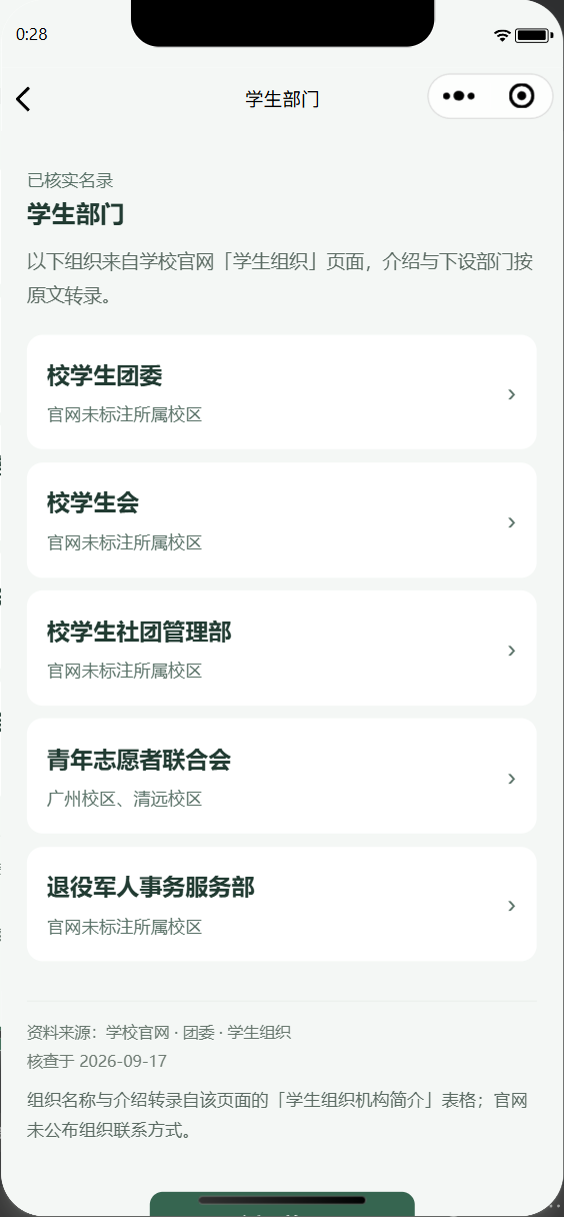 0:28
学生部门
已核实名录
学生部门
以下组织来自学校官网「学生组织」页面，介绍与下设部门按
原文转录。
校学生团委
官网未标注所属校区
校学生会
官网未标注所属校区
校学生社团管理部
官网未标注所属校区
青年志愿者联合会
广州校区、清远校区
退役军人事务服务部
官网未标注所属校区
资料来源：学校官网 · 团委 · 学生组织
核查于 2026-09-17
组织名称与介绍转录自该页面的「学生组织机构简介」表格；官网
未公布组织联系方式。